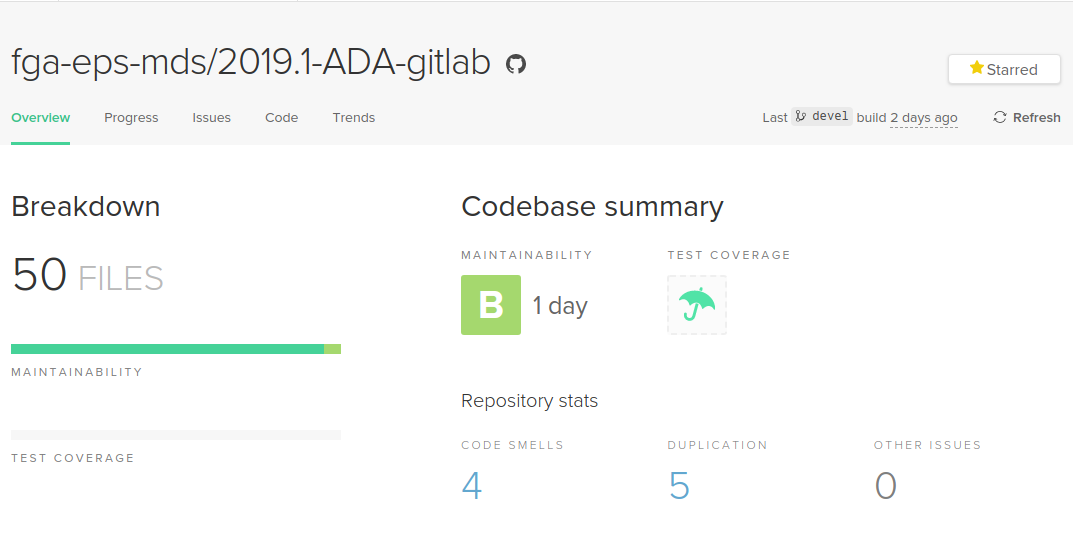 fga-eps-mds/2019.1-ADA-gitlab
Starred
Overview Progress Issues Code Trends
Last devel build 2 days ago Refresh
Breakdown
50 FILES
MAINTAINABILITY
TEST COVERAGE
Codebase summary
MAINTAINABILITY TEST COVERAGE
B 1 day
Repository stats
CODE SMELLS DUPLICATION OTHER ISSUES
4 5 0